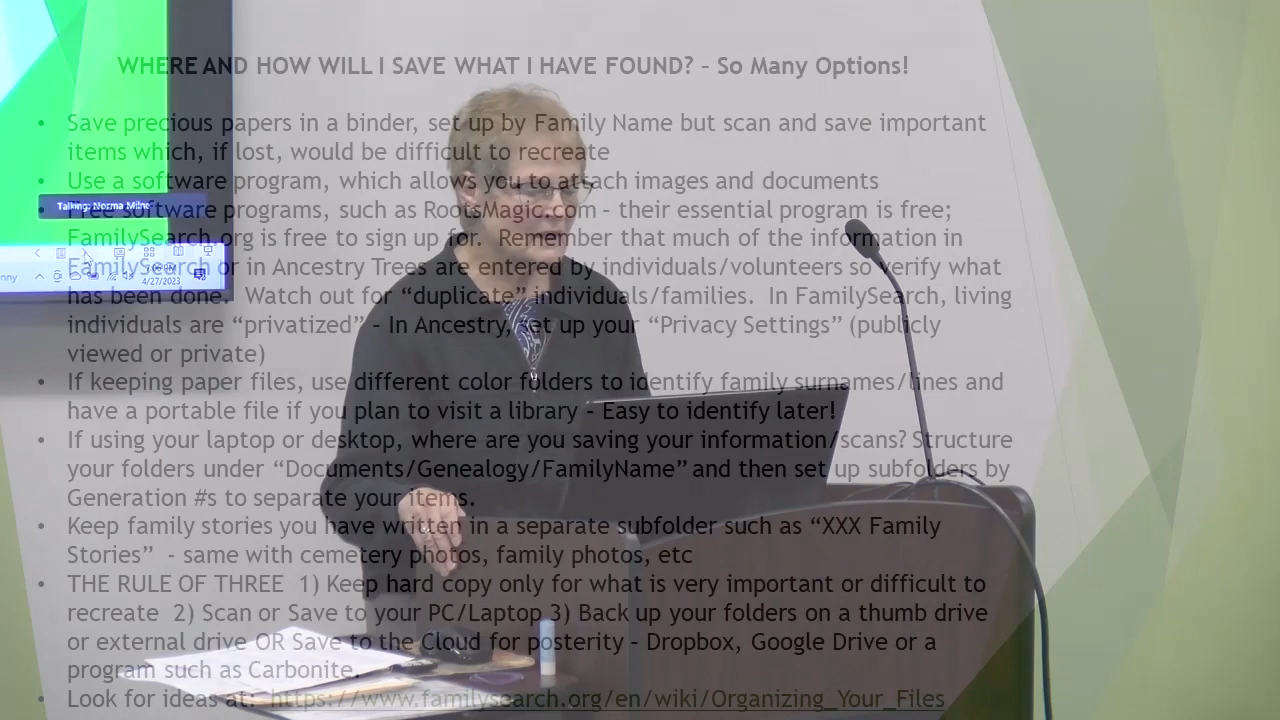 WHERE AND HOW WILL I SAVE WHAT I HAVE FOUND? – So Many Options!
• Save precious papers in a binder, set up by Family Name but scan and save important
items which, if lost, would be difficult to recreate
• Use a software program, which allows you to attach images and documents
• Free software programs, such as RootsMagic.com – their essential program is free;
FamilySearch.org is free to sign up for.  Remember that much of the information in
FamilySearch or in Ancestry Trees are entered by individuals/volunteers so verify what
has been done.  Watch out for “duplicate” individuals/families.  In FamilySearch, living
individuals are “privatized” – In Ancestry, set up your “Privacy Settings” (publicly
viewed or private)
• If keeping paper files, use different color folders to identify family surnames/lines and
have a portable file if you plan to visit a library – Easy to identify later!
• If using your laptop or desktop, where are you saving your information/scans? Structure
your folders under “Documents/Genealogy/FamilyName” and then set up subfolders by
Generation #s to separate your items.
• Keep family stories you have written in a separate subfolder such as “XXX Family
Stories”  - same with cemetery photos, family photos, etc
• THE RULE OF THREE  1) Keep hard copy only for what is very important or difficult to
recreate  2) Scan or Save to your PC/Laptop 3) Back up your folders on a thumb drive
or external drive OR Save to the Cloud for posterity – Dropbox, Google Drive or a
program such as Carbonite.
• Look for ideas at:  https://www.familysearch.org/en/wiki/Organizing_Your_Files
Talking: Norma Milne
nny
4/27/2023